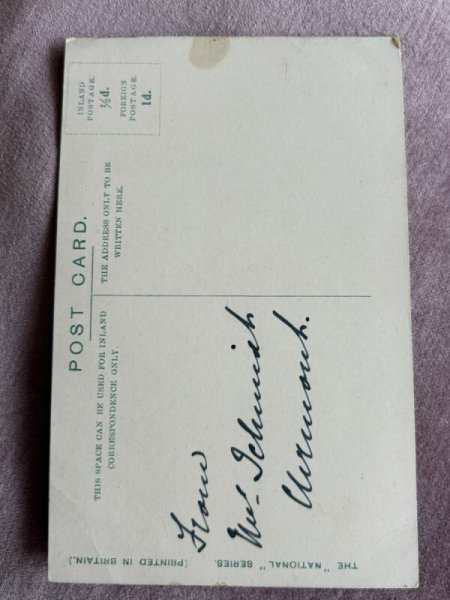 POST CARD.
THIS SPACE CAN BE USED FOR INLAND
CORRESPONDENCE ONLY.
THE ADDRESS ONLY TO BE
WRITTEN HERE.
INLAND
POSTAGE
½d.
FOREIGN
POSTAGE.
1d.
From
Schmidt
THE "NATIONAL" SERIES. (PRINTED IN BRITAIN.)